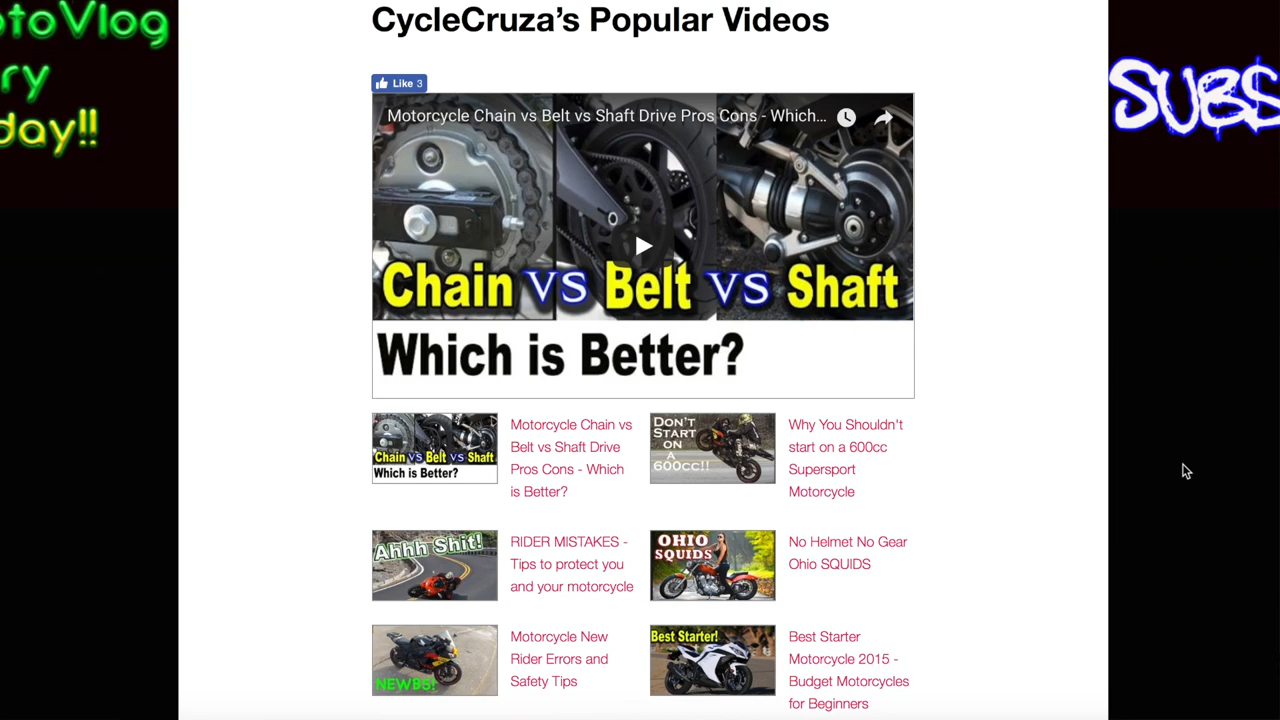 otoVlog
ry
day!!
SUBS
CycleCruza's Popular Videos
Like 3
Motorcycle Chain vs Belt vs Shaft Drive Pros Cons - Which...
Chain vs Belt vs Shaft
Which is Better?
Chain vs Belt vs Shaft
Which is Better?
Motorcycle Chain vs
Belt vs Shaft Drive
Pros Cons - Which
is Better?
DON'T
START
ON
A
600CC!!
Why You Shouldn't
start on a 600cc
Supersport
Motorcycle
Ahhh Shit!
RIDER MISTAKES -
Tips to protect you
and your motorcycle
OHIO
SQUIDS
No Helmet No Gear
Ohio SQUIDS
NEWBS!
Motorcycle New
Rider Errors and
Safety Tips
Best Starter!
Best Starter
Motorcycle 2015 -
Budget Motorcycles
for Beginners